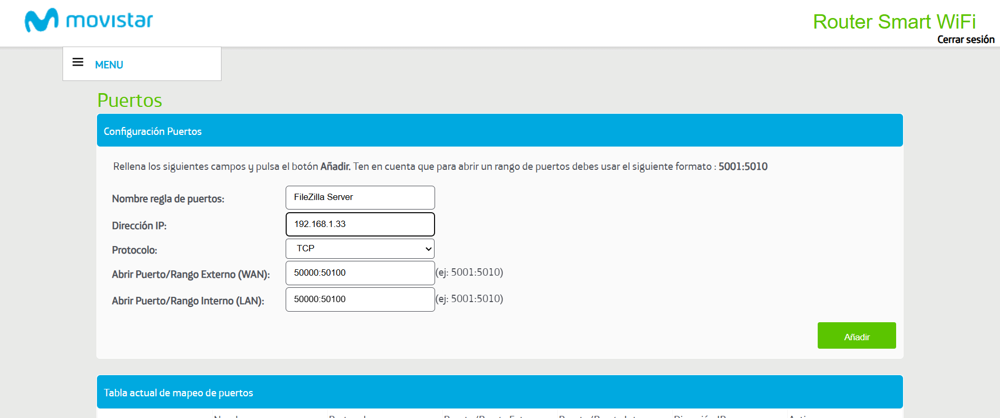 movistar
Router Smart WiFi
Cerrar sesión
MENU
Puertos
Configuración Puertos
Rellena los siguientes campos y pulsa el botón Añadir. Ten en cuenta que para abrir un rango de puertos debes usar el siguiente formato : 5001:5010
Nombre regla de puertos: FileZilla Server
Dirección IP: 192.168.1.33
Protocolo: TCP
Abrir Puerto/Rango Externo (WAN): 50000:50100 (ej: 5001:5010)
Abrir Puerto/Rango Interno (LAN): 50000:50100 (ej: 5001:5010)
Añadir
Tabla actual de mapeo de puertos